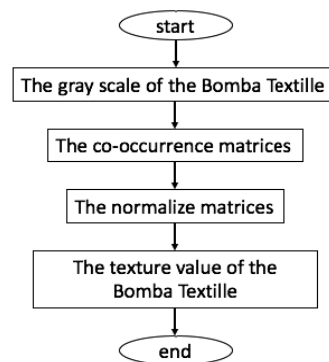 start
The gray scale of the Bomba Textille
The co-occurrence matrices
The normalize matrices
The texture value of the
Bomba Textille
end